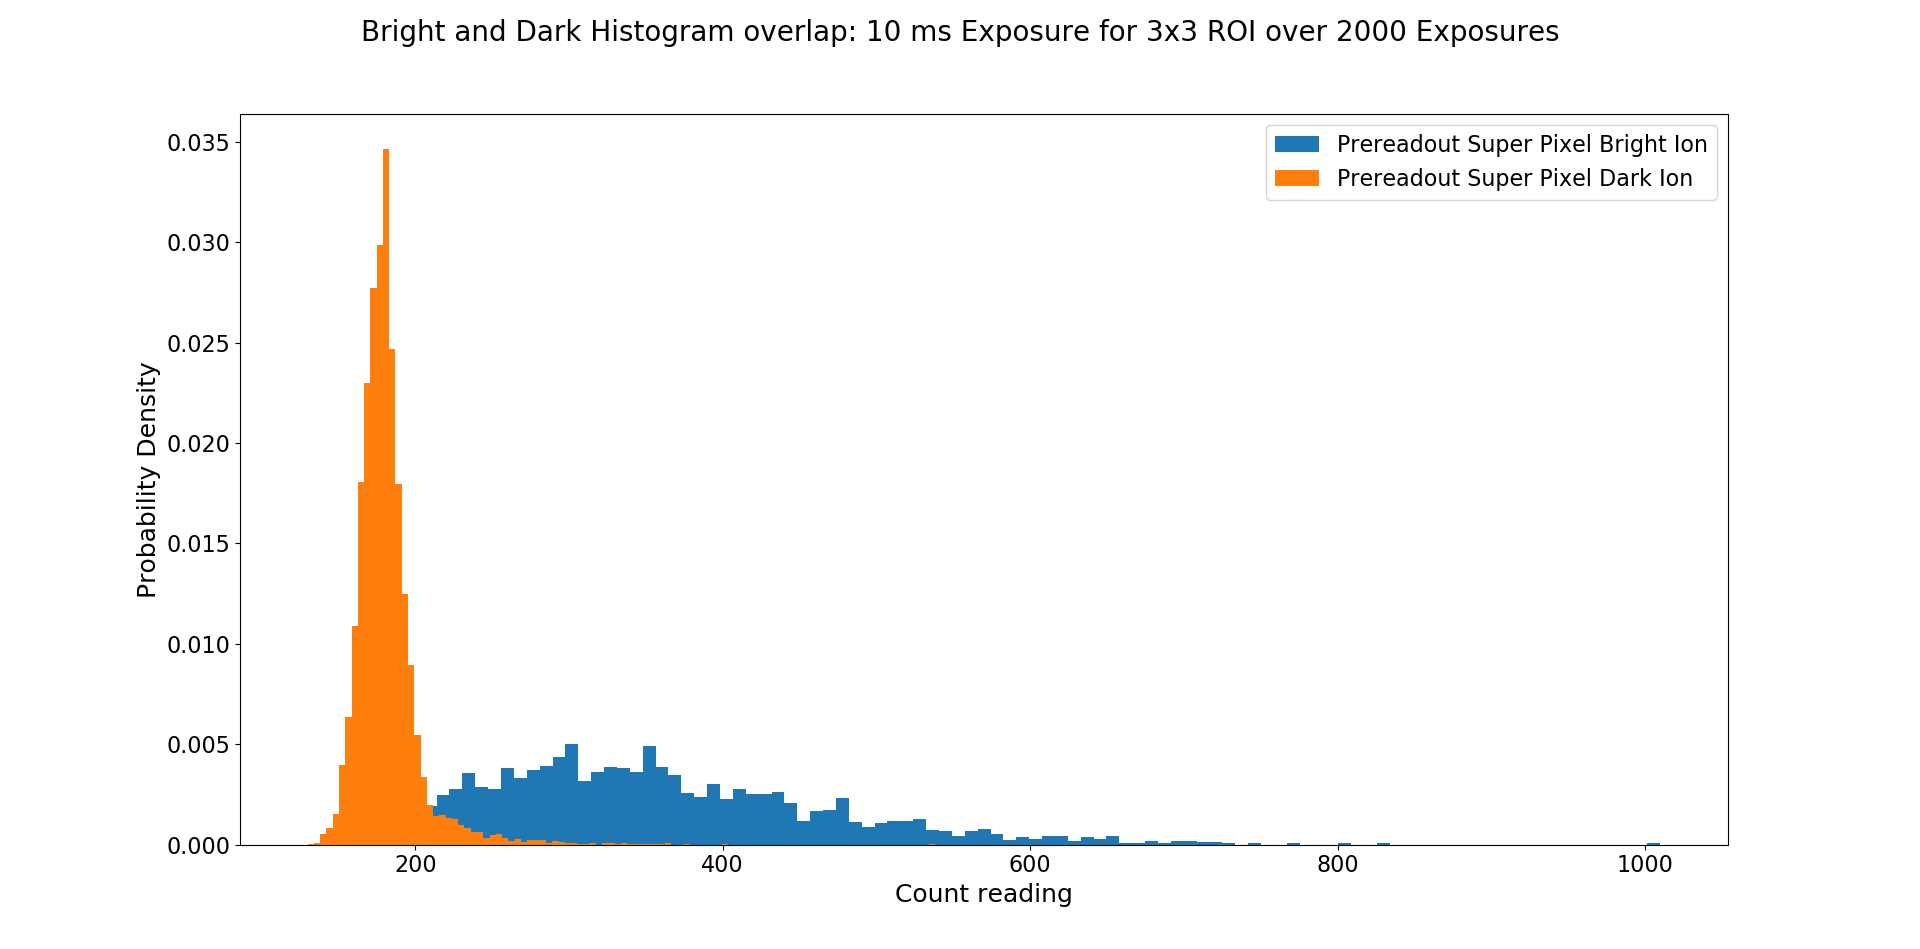 Bright and Dark Histogram overlap: 10 ms Exposure for 3x3 ROI over 2000 Exposures
Prereadout Super Pixel Bright Ion
Prereadout Super Pixel Dark Ion
Probability Density
0.035
0.030
0.025
0.020
0.015
0.010
0.005
0.000
200 400 600 800 1000
Count reading